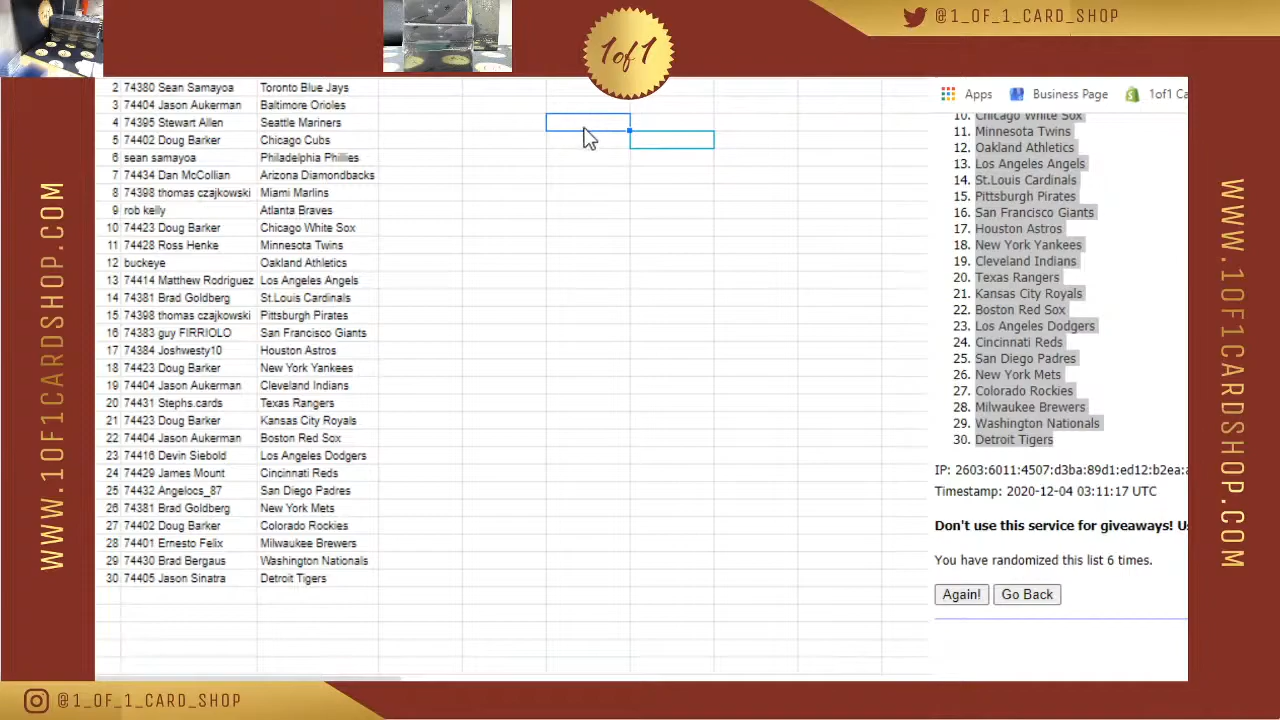 1of1
@1_OF_1_CARD_SHOP
WWW.1OF1CARDSHOP.COM
2 74380 Sean Samayoa Toronto Blue Jays
3 74404 Jason Aukerman Baltimore Orioles
4 74395 Stewart Allen Seattle Mariners
5 74402 Doug Barker Chicago Cubs
6 sean samayoa Philadelphia Phillies
7 74434 Dan McCollian Arizona Diamondbacks
8 74398 thomas czajkowski Miami Marlins
9 rob kelly Atlanta Braves
10 74423 Doug Barker Chicago White Sox
11 74428 Ross Henke Minnesota Twins
12 buckeye Oakland Athletics
13 74414 Matthew Rodriguez Los Angeles Angels
14 74381 Brad Goldberg St.Louis Cardinals
15 74398 thomas czajkowski Pittsburgh Pirates
16 74383 guy FIRRIOLO San Francisco Giants
17 74384 Joshwesty10 Houston Astros
18 74423 Doug Barker New York Yankees
19 74404 Jason Aukerman Cleveland Indians
20 74431 Stephs.cards Texas Rangers
21 74423 Doug Barker Kansas City Royals
22 74404 Jason Aukerman Boston Red Sox
23 74416 Devin Siebold Los Angeles Dodgers
24 74429 James Mount Cincinnati Reds
25 74432 Angelocs_87 San Diego Padres
26 74381 Brad Goldberg New York Mets
27 74402 Doug Barker Colorado Rockies
28 74401 Ernesto Felix Milwaukee Brewers
29 74430 Brad Bergaus Washington Nationals
30 74405 Jason Sinatra Detroit Tigers
Apps Business Page 1of1 Ca
10. Chicago White Sox
11. Minnesota Twins
12. Oakland Athletics
13. Los Angeles Angels
14. St.Louis Cardinals
15. Pittsburgh Pirates
16. San Francisco Giants
17. Houston Astros
18. New York Yankees
19. Cleveland Indians
20. Texas Rangers
21. Kansas City Royals
22. Boston Red Sox
23. Los Angeles Dodgers
24. Cincinnati Reds
25. San Diego Padres
26. New York Mets
27. Colorado Rockies
28. Milwaukee Brewers
29. Washington Nationals
30. Detroit Tigers
IP: 2603:6011:4507:d3ba:89d1:ed12:b2ea:
Timestamp: 2020-12-04 03:11:17 UTC
Don't use this service for giveaways! U
You have randomized this list 6 times.
Again! Go Back
WWW.1OF1CARDSHOP.COM
@1_OF_1_CARD_SHOP